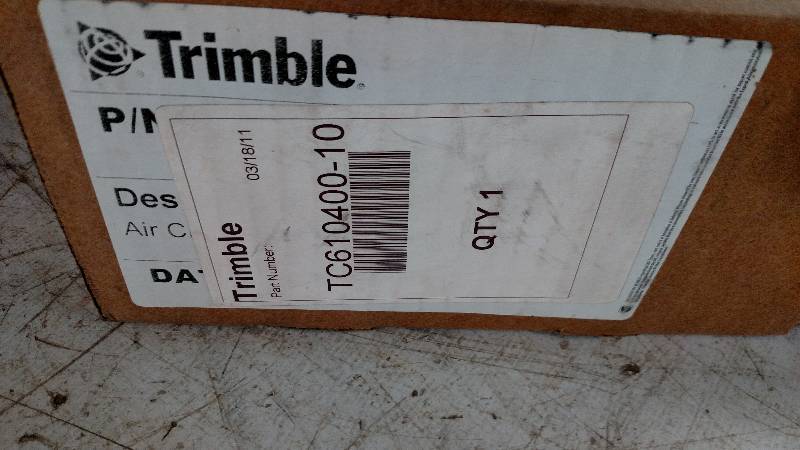 Trimble
P/N
Des
Air C
DA
Trimble 03/18/11
Part Number:
TC610400-10
QTY 1